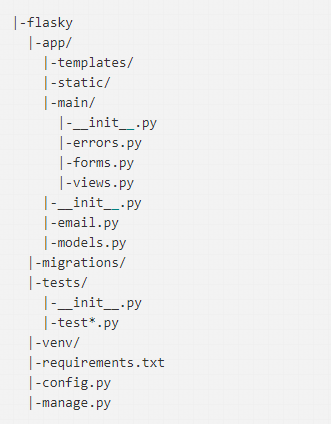 |-flasky
  |-app/
    |-templates/
    |-static/
    |-main/
      |-__init__.py
      |-errors.py
      |-forms.py
      |-views.py
    |-__init__.py
    |-email.py
    |-models.py
  |-migrations/
  |-tests/
    |-__init__.py
    |-test*.py
  |-venv/
  |-requirements.txt
  |-config.py
  |-manage.py